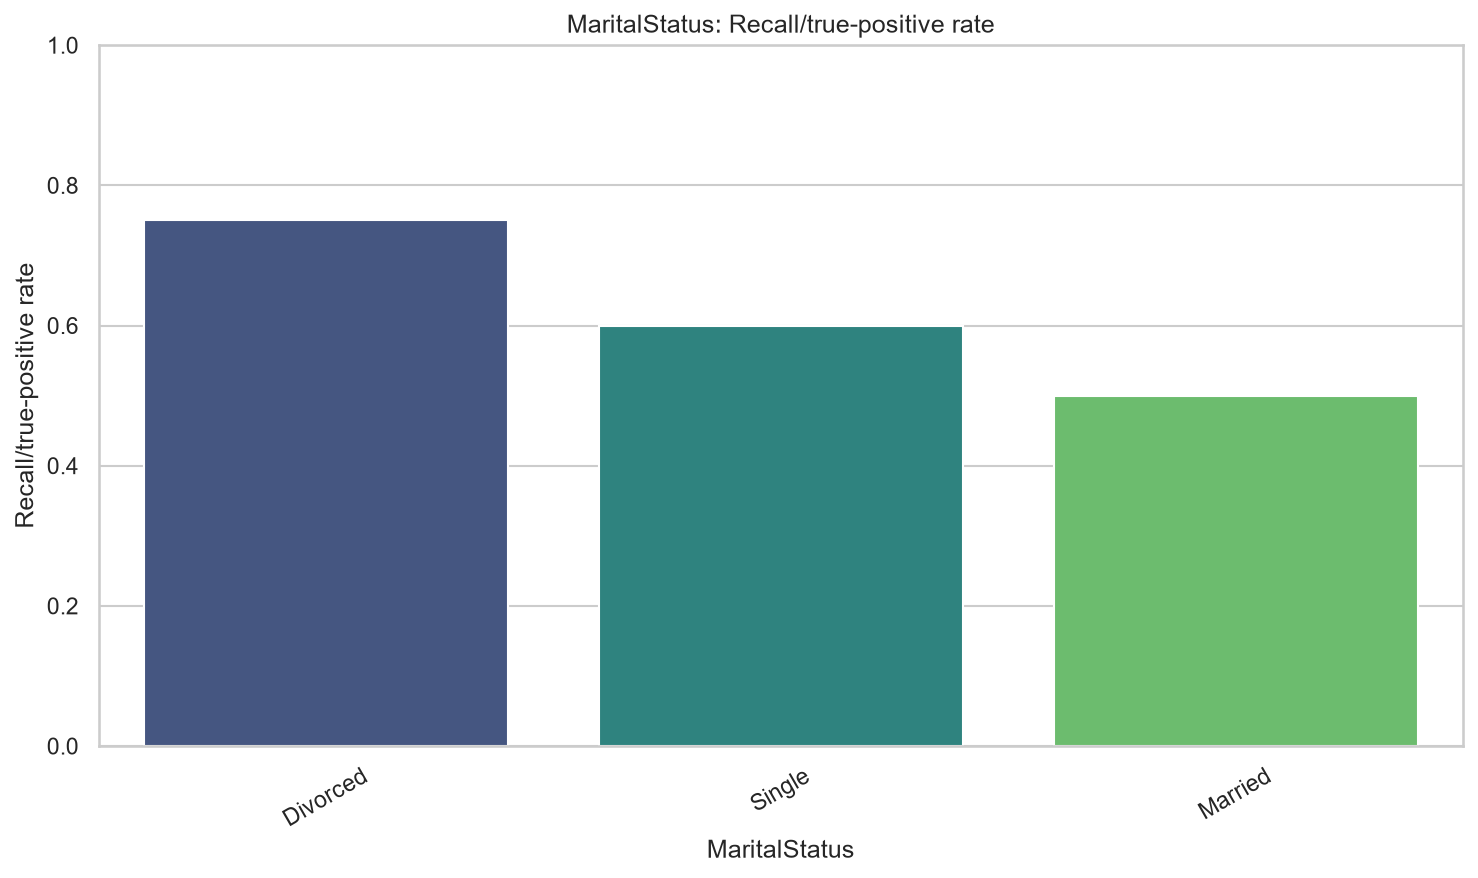 MaritalStatus: Recall/true-positive rate
1.0
0.8
0.6
0.4
0.2
0.0
Recall/true-positive rate
Divorced
Single
Married
MaritalStatus